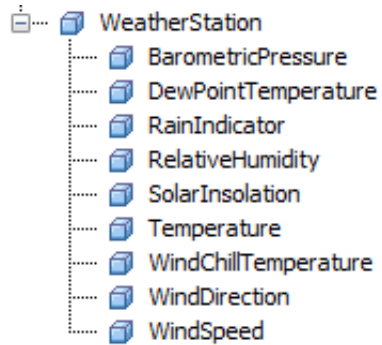 WeatherStation
BarometricPressure
DewPointTemperature
RainIndicator
RelativeHumidity
SolarInsolation
Temperature
WindChillTemperature
WindDirection
WindSpeed